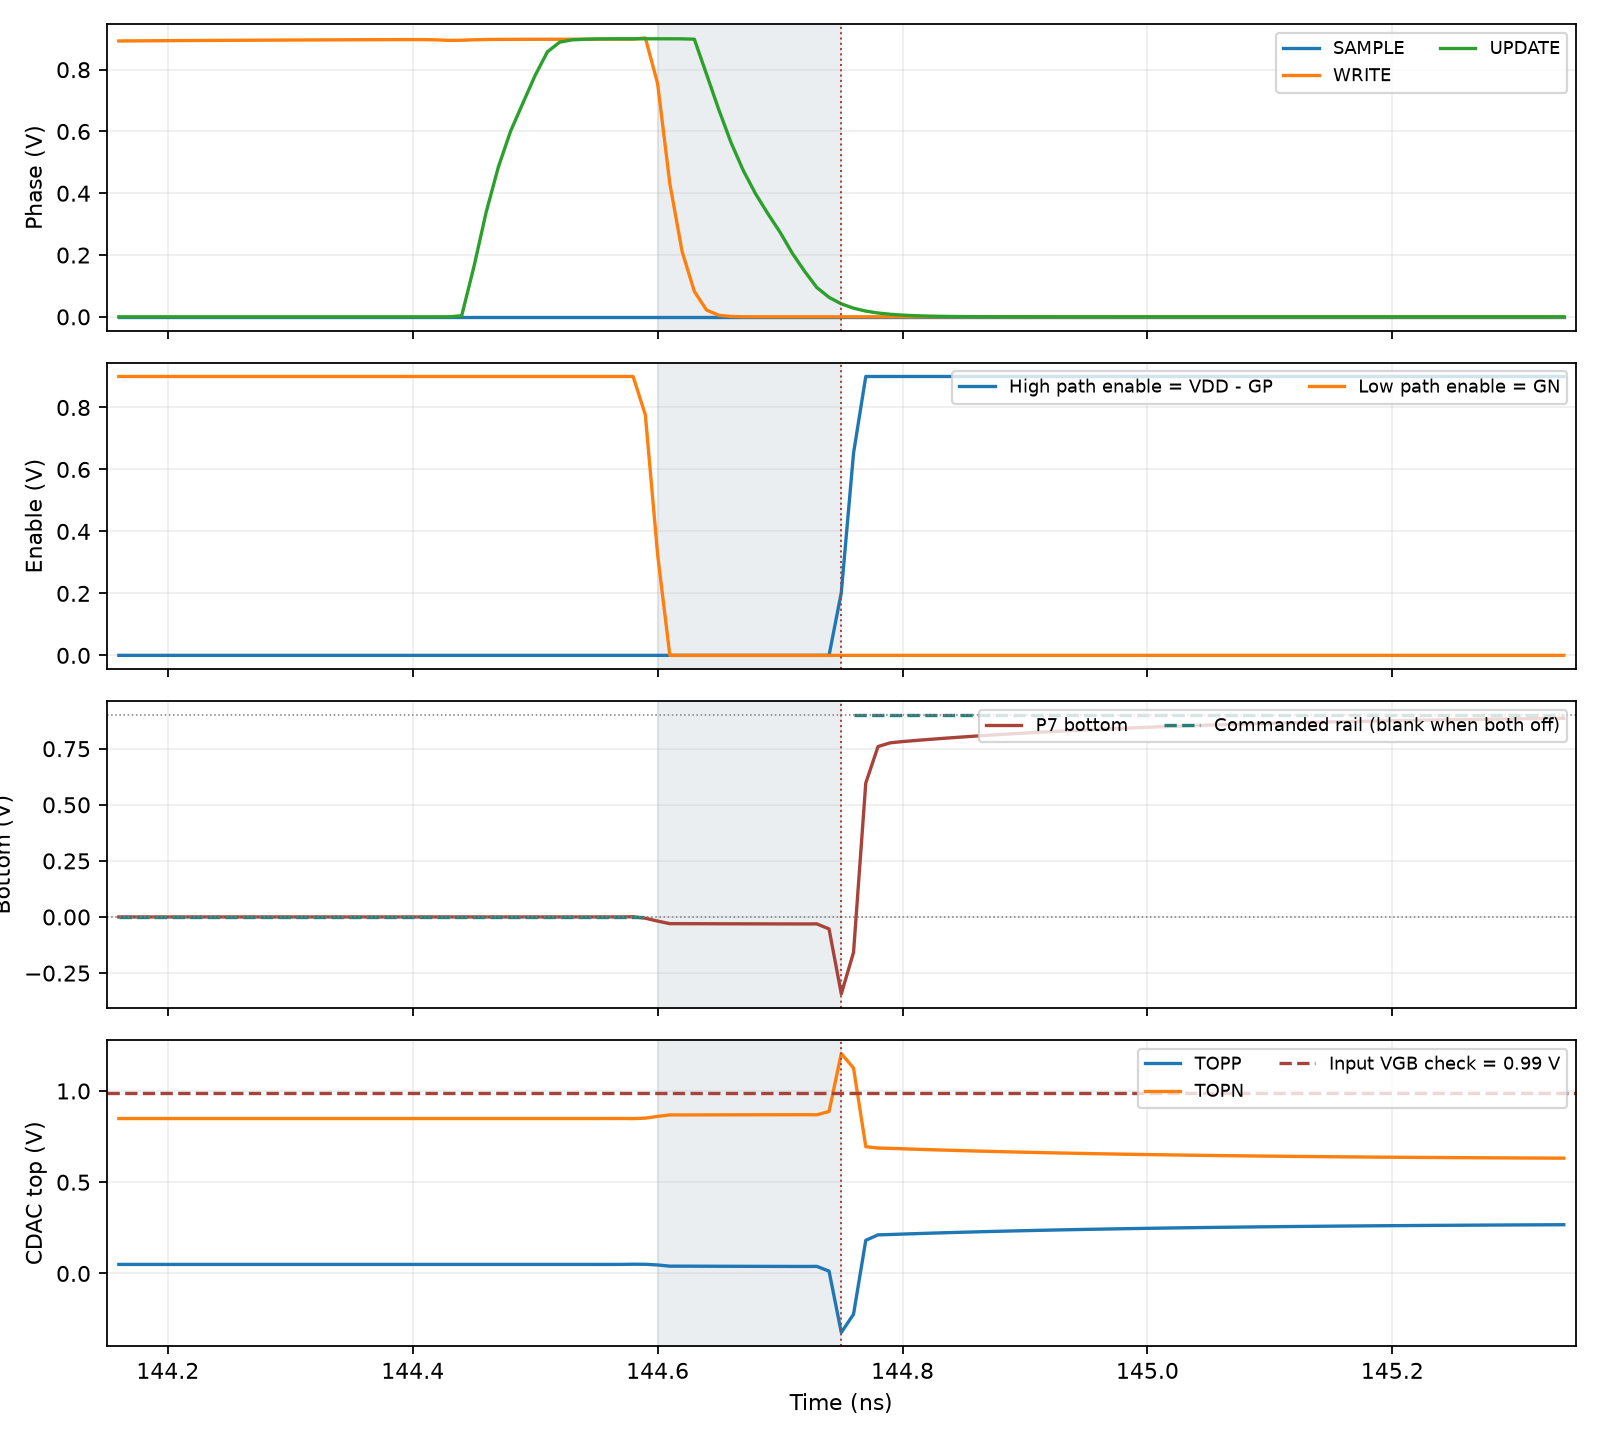 SAMPLE UPDATE
WRITE
Phase (V)
0.8
0.6
0.4
0.2
0.0
High path enable = VDD - GP Low path enable = GN
Enable (V)
0.8
0.6
0.4
0.2
0.0
P7 bottom Commanded rail (blank when both off)
Bottom (V)
0.75
0.50
0.25
0.00
−0.25
TOPP Input VGB check = 0.99 V
TOPN
CDAC top (V)
1.0
0.5
0.0
144.2 144.4 144.6 144.8 145.0 145.2
Time (ns)